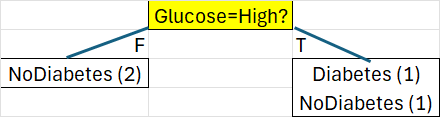 Glucose=High?
F
T
NoDiabetes (2)
Diabetes (1)
NoDiabetes (1)